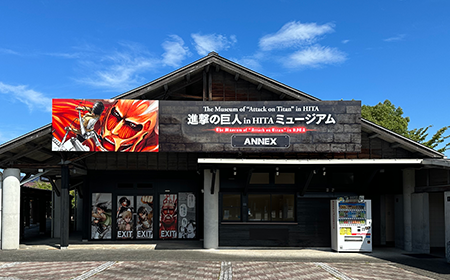 The Museum of "Attack on Titan" in HITA
進撃の巨人 in HITA ミュージアム
The Museum of "Attack on Titan" in HITA
ANNEX
EXIT
EXIT
EXIT
EXIT